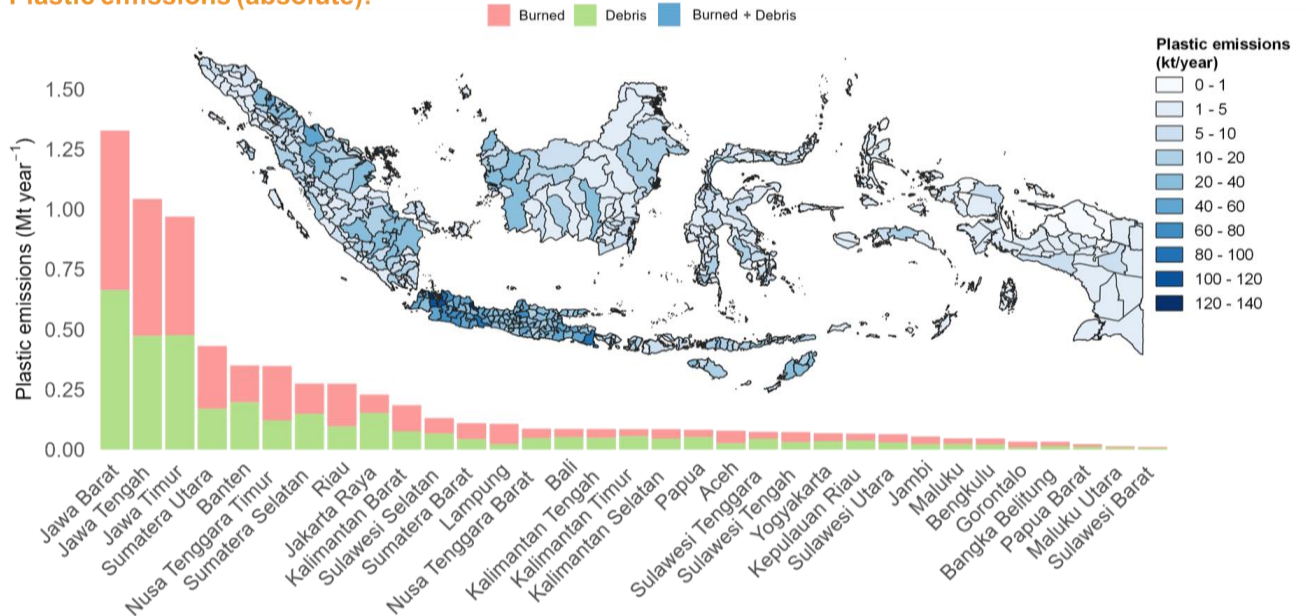 Plastic emissions (absolute).
Burned Debris Burned + Debris
Plastic emissions (Mt year⁻¹)
1.50
1.25
1.00
0.75
0.50
0.25
0.00
Plastic emissions
(kt/year)
0 - 1
1 - 5
5 - 10
10 - 20
20 - 40
40 - 60
60 - 80
80 - 100
100 - 120
120 - 140
Jawa Barat
Jawa Tengah
Jawa Timur
Sumatera Utara
Banten
Nusa Tenggara Timur
Sumatera Selatan
Riau
Jakarta Raya
Kalimantan Barat
Sulawesi Selatan
Sumatera Barat
Lampung
Nusa Tenggara Barat
Bali
Kalimantan Tengah
Kalimantan Timur
Kalimantan Selatan
Papua
Aceh
Sulawesi Tenggara
Sulawesi Tengah
Yogyakarta
Kepulauan Riau
Sulawesi Utara
Jambi
Maluku
Bengkulu
Gorontalo
Bangka Belitung
Papua Barat
Maluku Utara
Sulawesi Barat